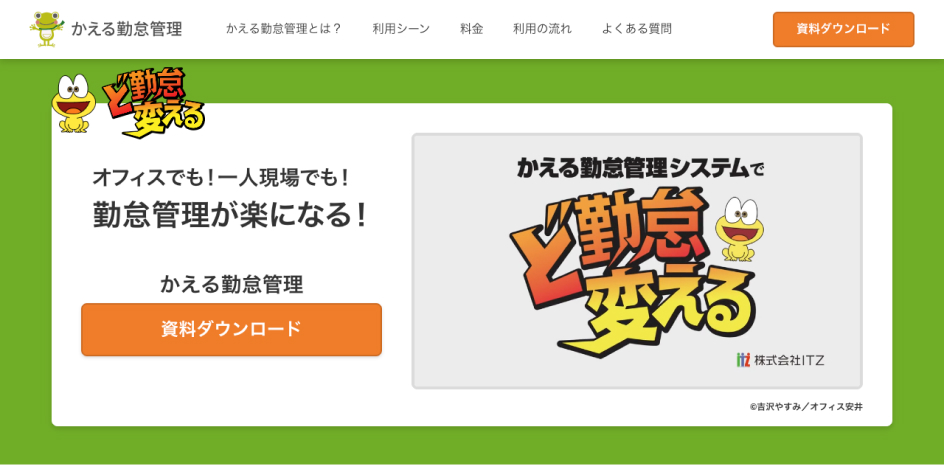 かえる勤怠管理
かえる勤怠管理とは？
利用シーン
料金
利用の流れ
よくある質問
資料ダウンロード
ど勤怠
変える
オフィスでも！一人現場でも！
勤怠管理が楽になる！
かえる勤怠管理
資料ダウンロード
かえる勤怠管理システムで
ど勤怠
変える
itz 株式会社ITZ
©吉沢やすみ／オフィス安井